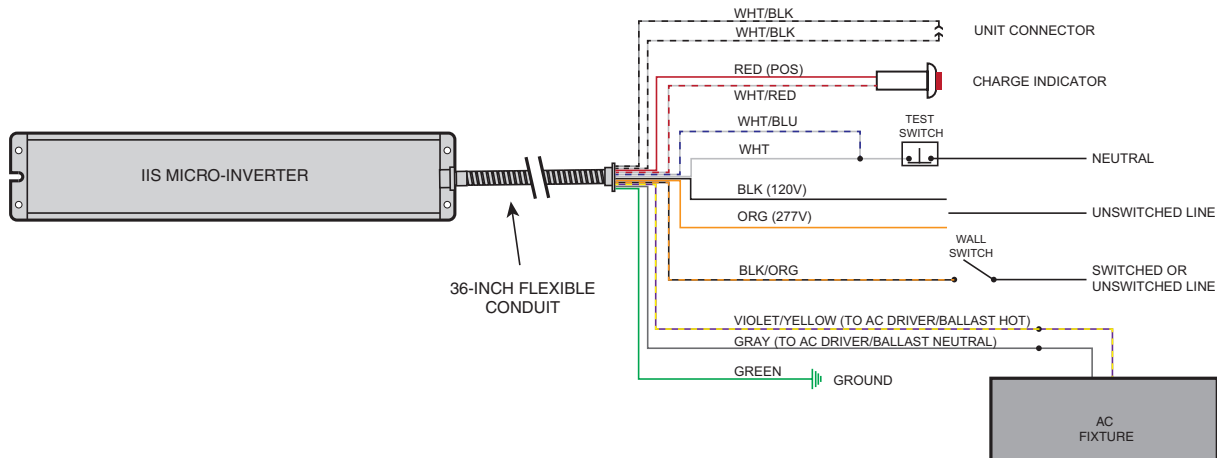 WHT/BLK
WHT/BLK
UNIT CONNECTOR
RED (POS)
CHARGE INDICATOR
WHT/RED
WHT/BLU
TEST
SWITCH
WHT
NEUTRAL
IIS MICRO-INVERTER
BLK (120V)
UNSWITCHED LINE
ORG (277V)
WALL
SWITCH
BLK/ORG
SWITCHED OR
UNSWITCHED LINE
36-INCH FLEXIBLE
CONDUIT
VIOLET/YELLOW (TO AC DRIVER/BALLAST HOT)
GRAY (TO AC DRIVER/BALLAST NEUTRAL)
GREEN
GROUND
AC
FIXTURE